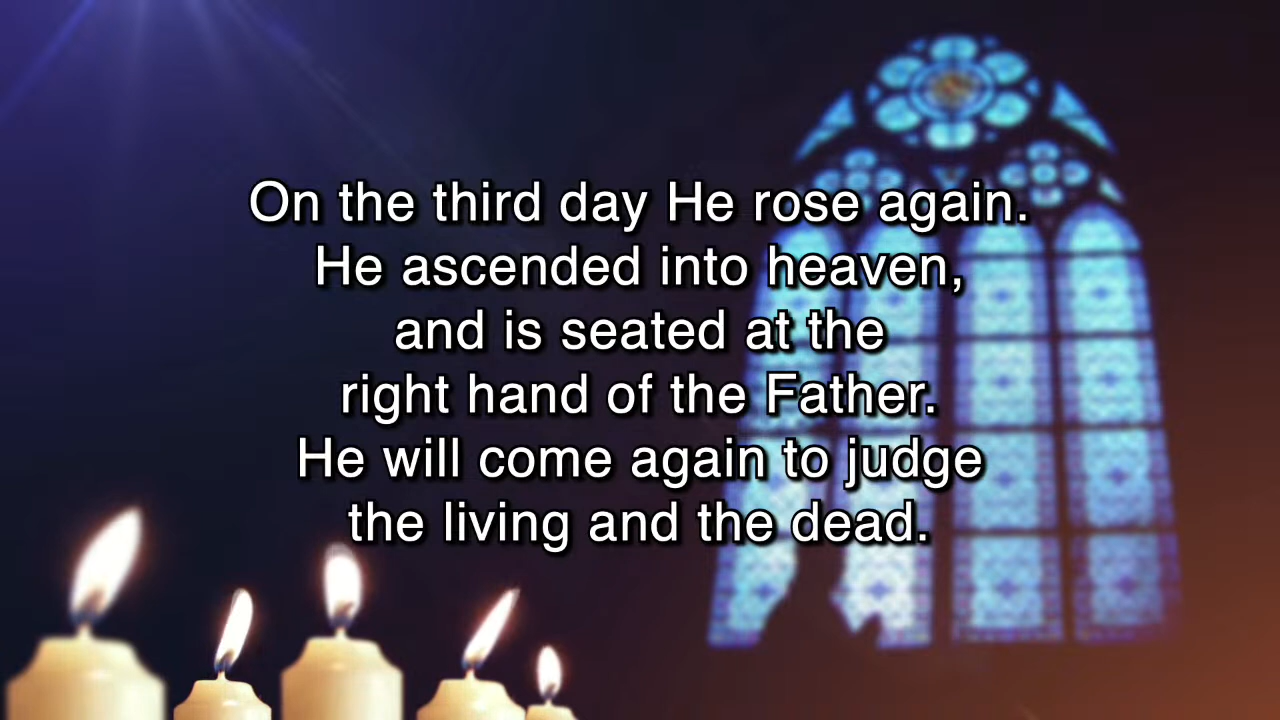 On the third day He rose again.
He ascended into heaven,
and is seated at the
right hand of the Father.
He will come again to judge
the living and the dead.